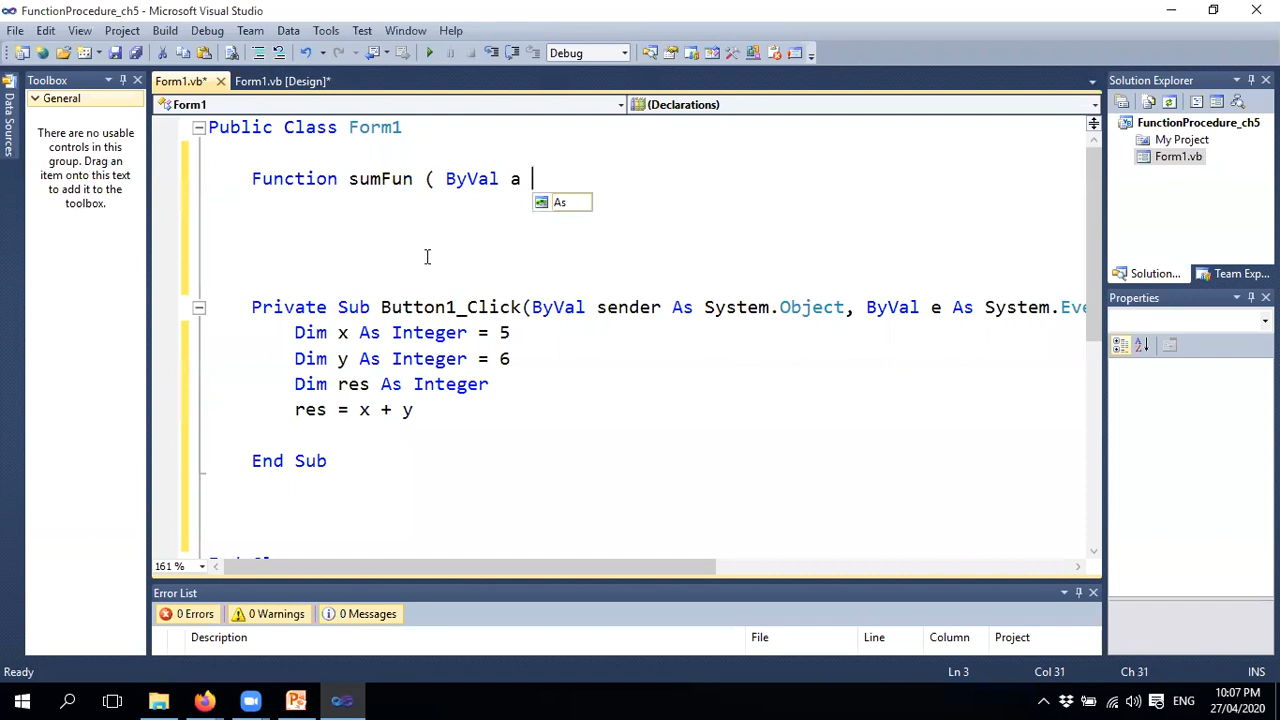 FunctionProcedure_ch5 - Microsoft Visual Studio
File Edit View Project Build Debug Team Data Tools Test Window Help
Debug
Data Sources
Toolbox
General
There are no usable
controls in this
group. Drag an
item onto this text
to add it to the
toolbox.
Form1.vb* Form1.vb [Design]*
Form1 (Declarations)
Public Class Form1
Function sumFun ( ByVal a
As
Private Sub Button1_Click(ByVal sender As System.Object, ByVal e As System.Eve
Dim x As Integer = 5
Dim y As Integer = 6
Dim res As Integer
res = x + y
End Sub
161 %
Solution Explorer
FunctionProcedure_ch5
My Project
Form1.vb
Solution... Team Exp...
Properties
Error List
0 Errors 0 Warnings 0 Messages
Description File Line Column Project
Ready Ln 3 Col 31 Ch 31 INS
ENG
10:07 PM
27/04/2020